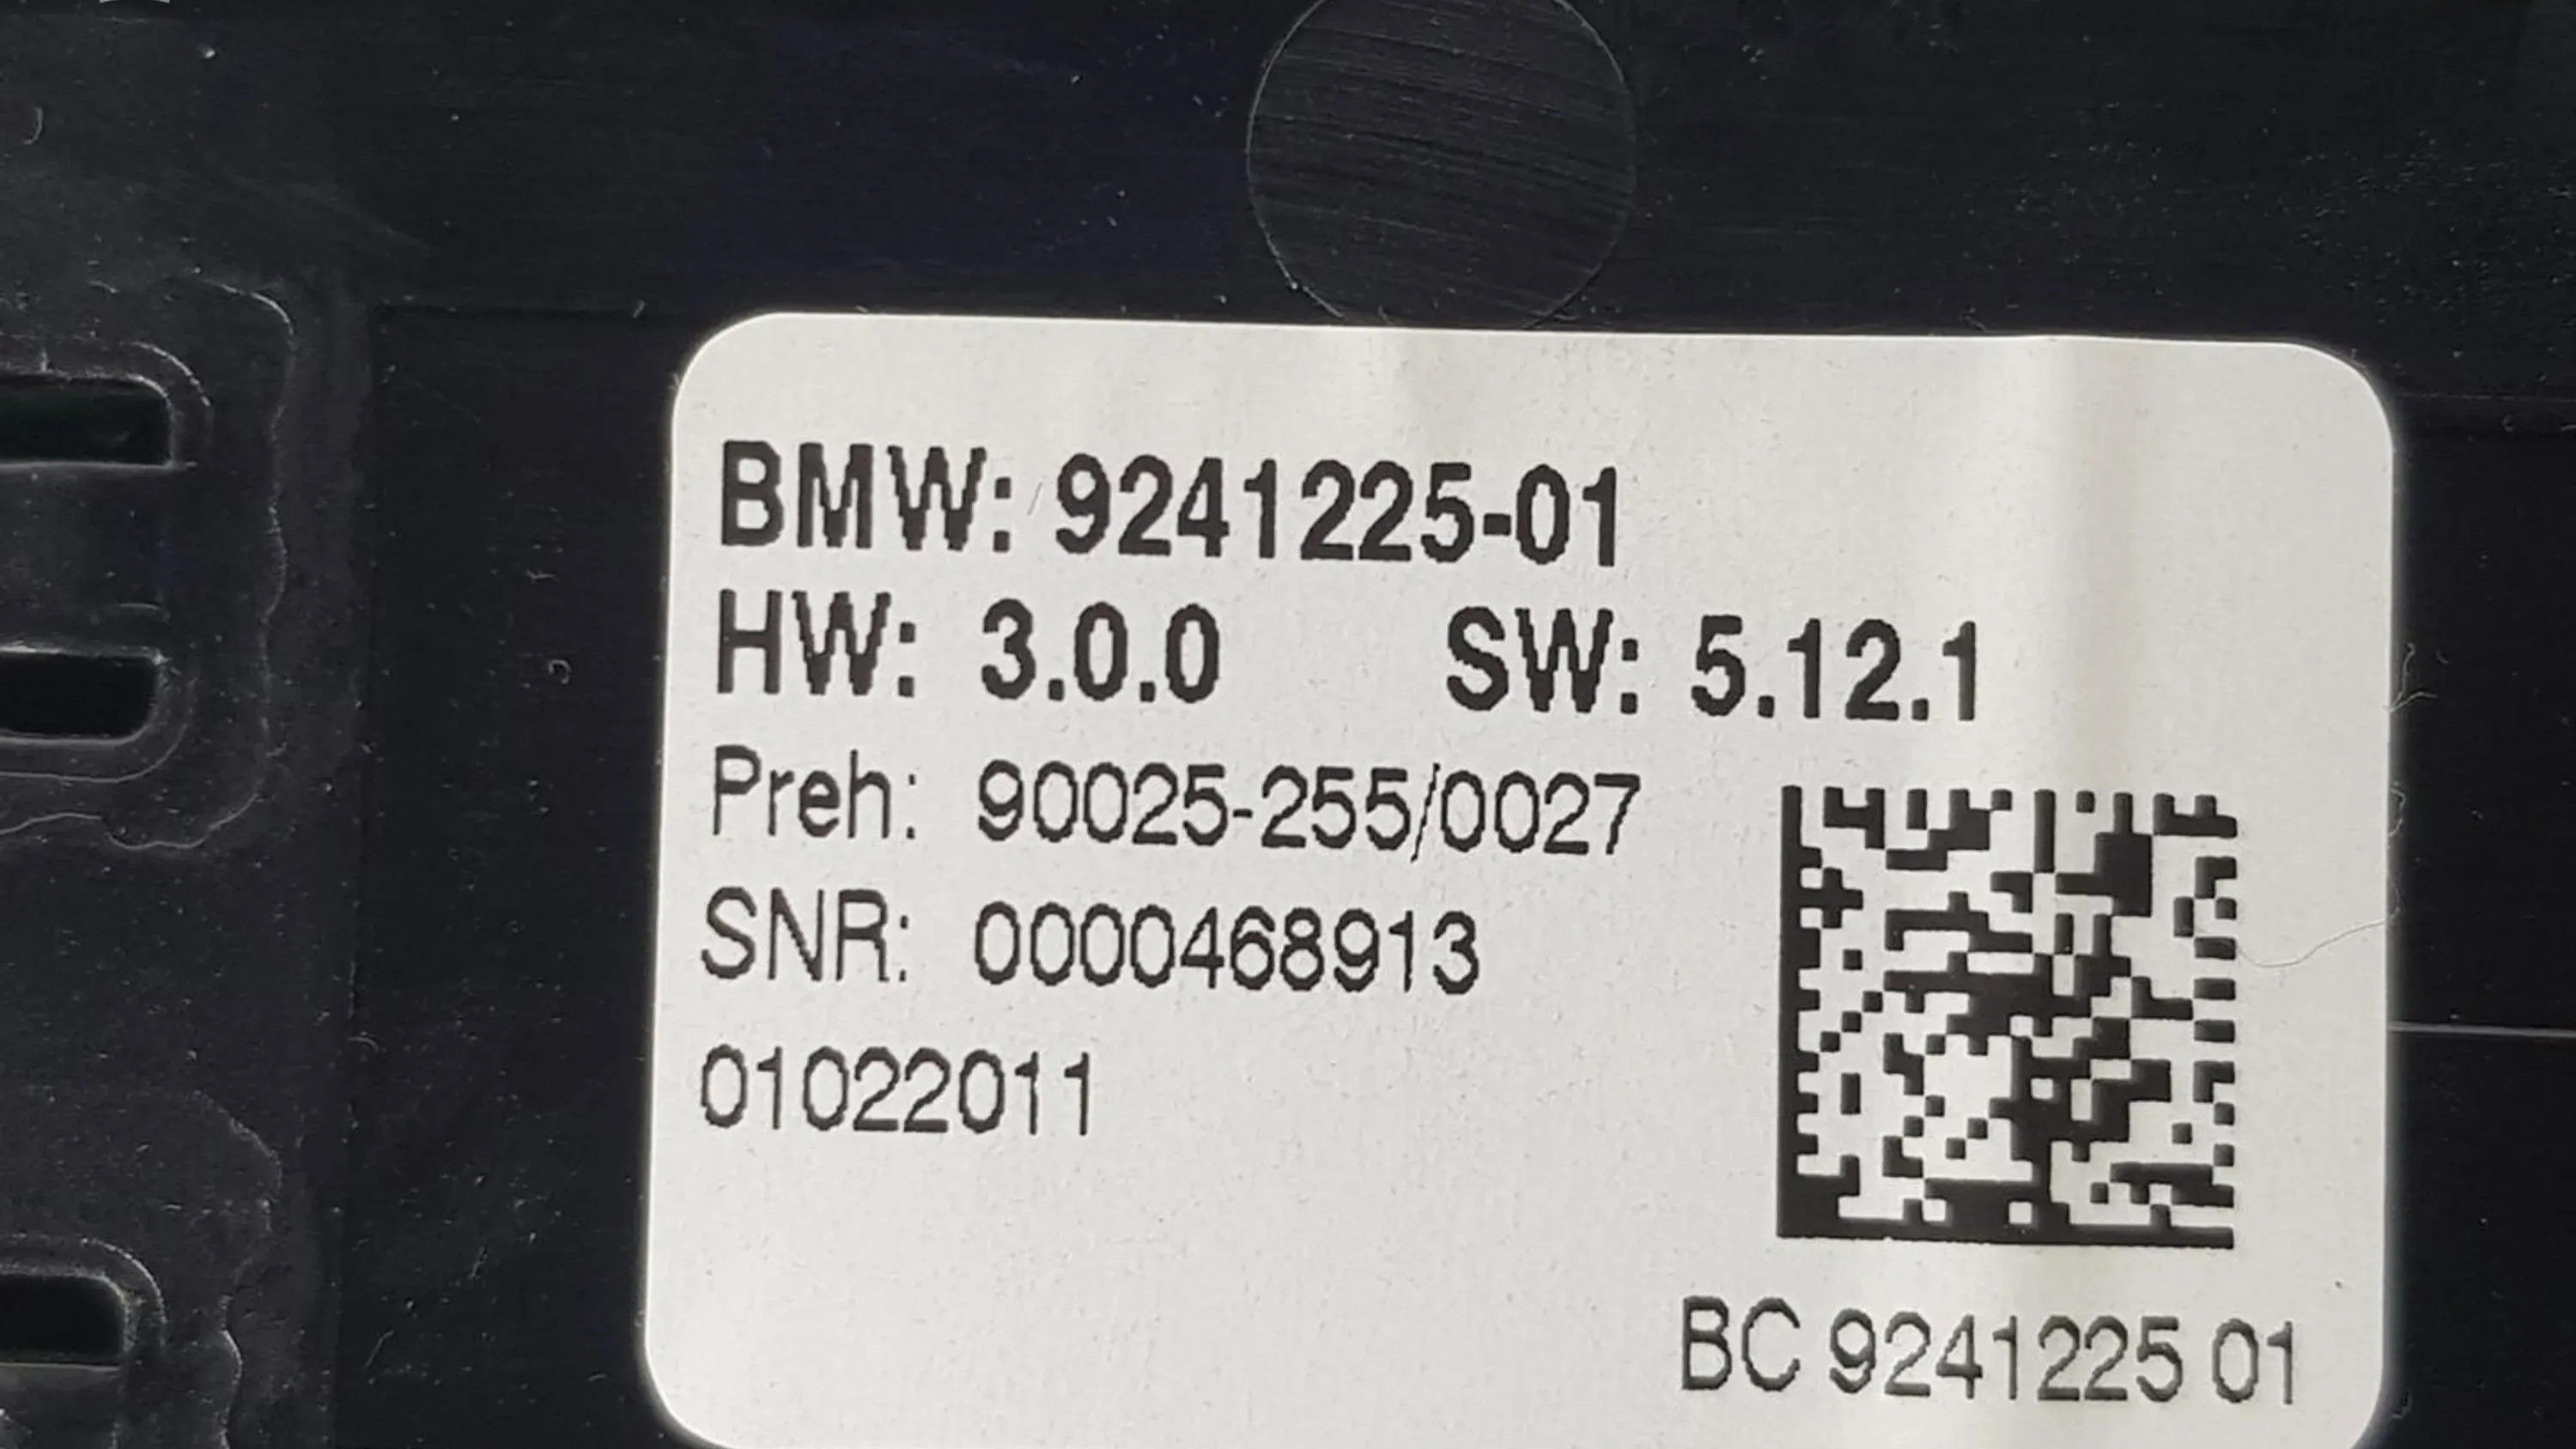 BMW: 9241225-01
HW: 3.0.0 SW: 5.12.1
Preh: 90025-255/0027
SNR: 0000468913
01022011
BC 9241225 01